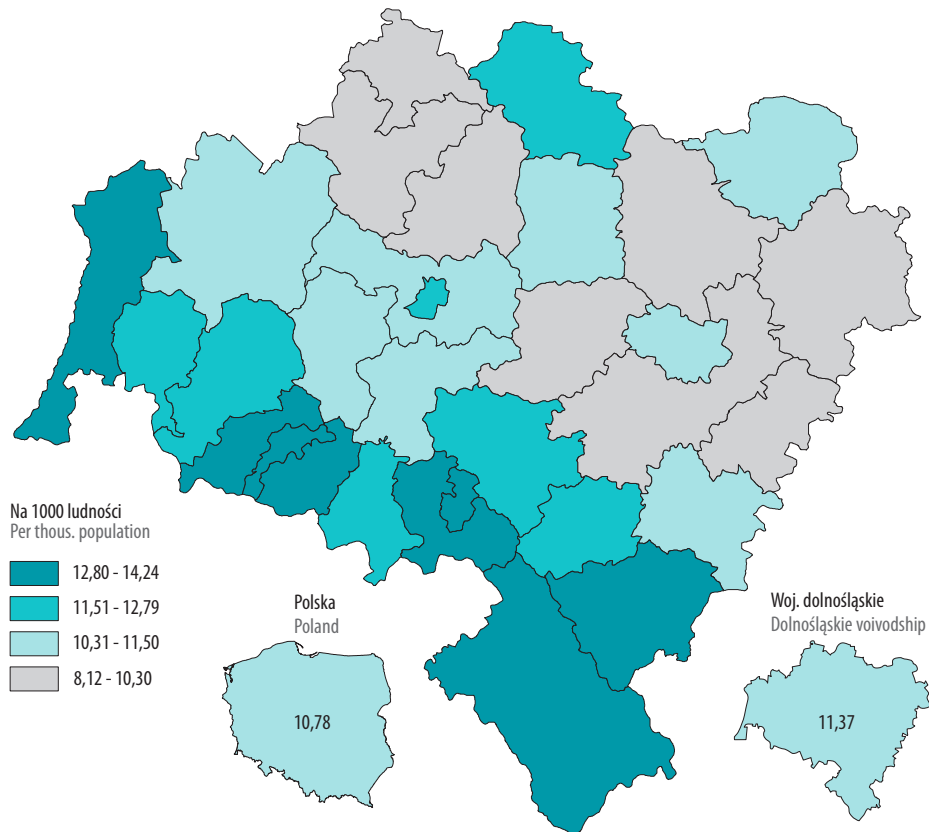 Na 1000 ludności
Per thous. population
12,80 - 14,24
11,51 - 12,79
10,31 - 11,50
8,12 - 10,30
Polska
Poland
10,78
Woj. dolnośląskie
Dolnośląskie voivodship
11,37